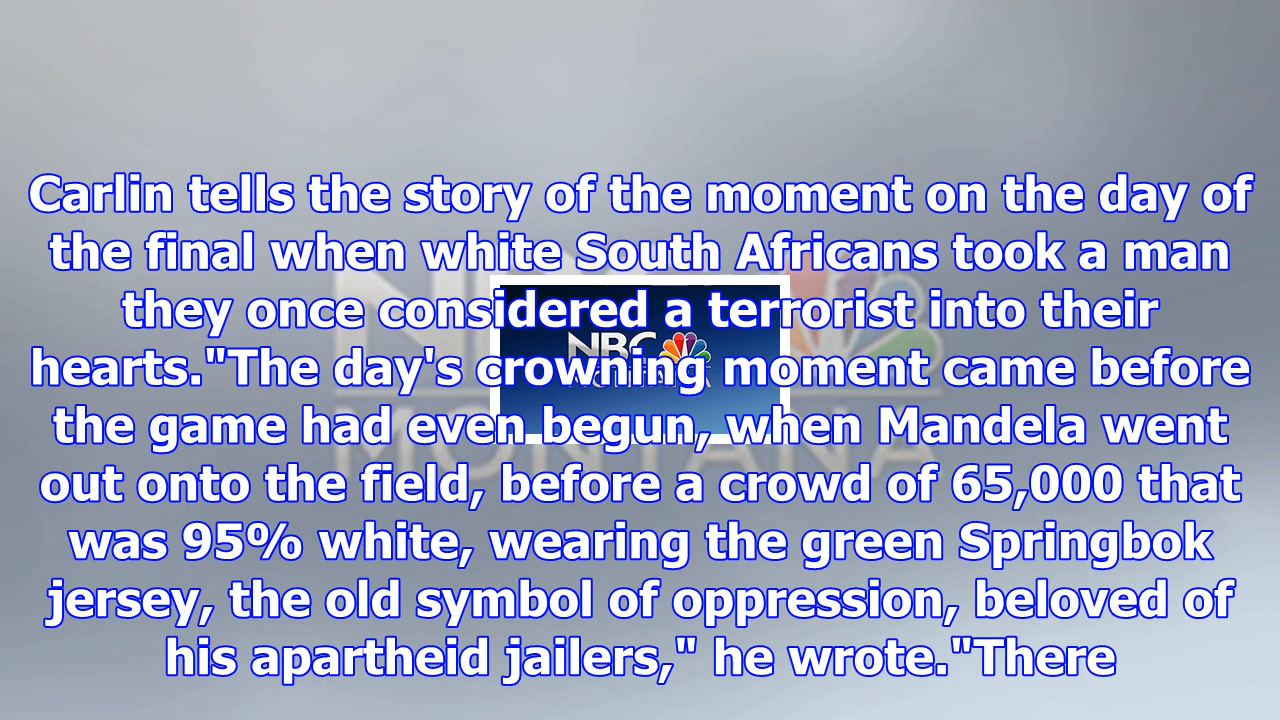 Carlin tells the story of the moment on the day of
the final when white South Africans took a man
they once considered a terrorist into their
hearts."The day's crowning moment came before
the game had even begun, when Mandela went
out onto the field, before a crowd of 65,000 that
was 95% white, wearing the green Springbok
jersey, the old symbol of oppression, beloved of
his apartheid jailers," he wrote."There
NBC
MONTANA